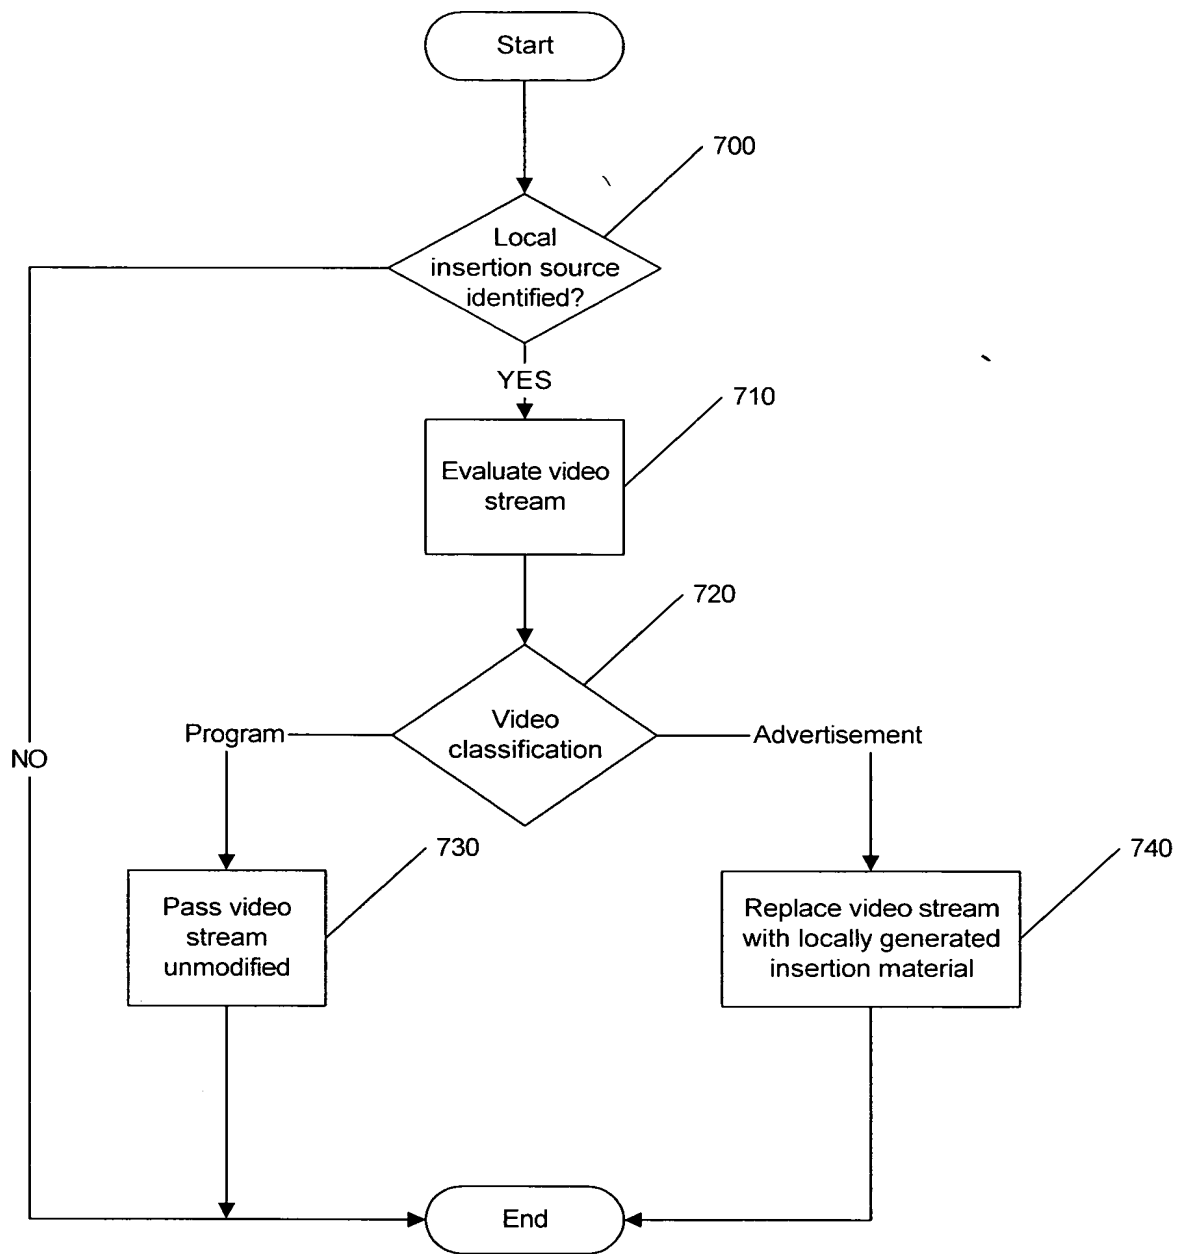 Start
700
Local
insertion source
identified?
YES
710
Evaluate video
stream
720
Program
Video
classification
Advertisement
NO
730
740
Pass video
stream
unmodified
Replace video stream
with locally generated
insertion material
End